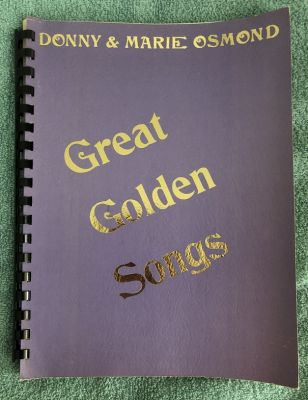 DONNY & MARIE OSMOND
Great
Golden
Songs